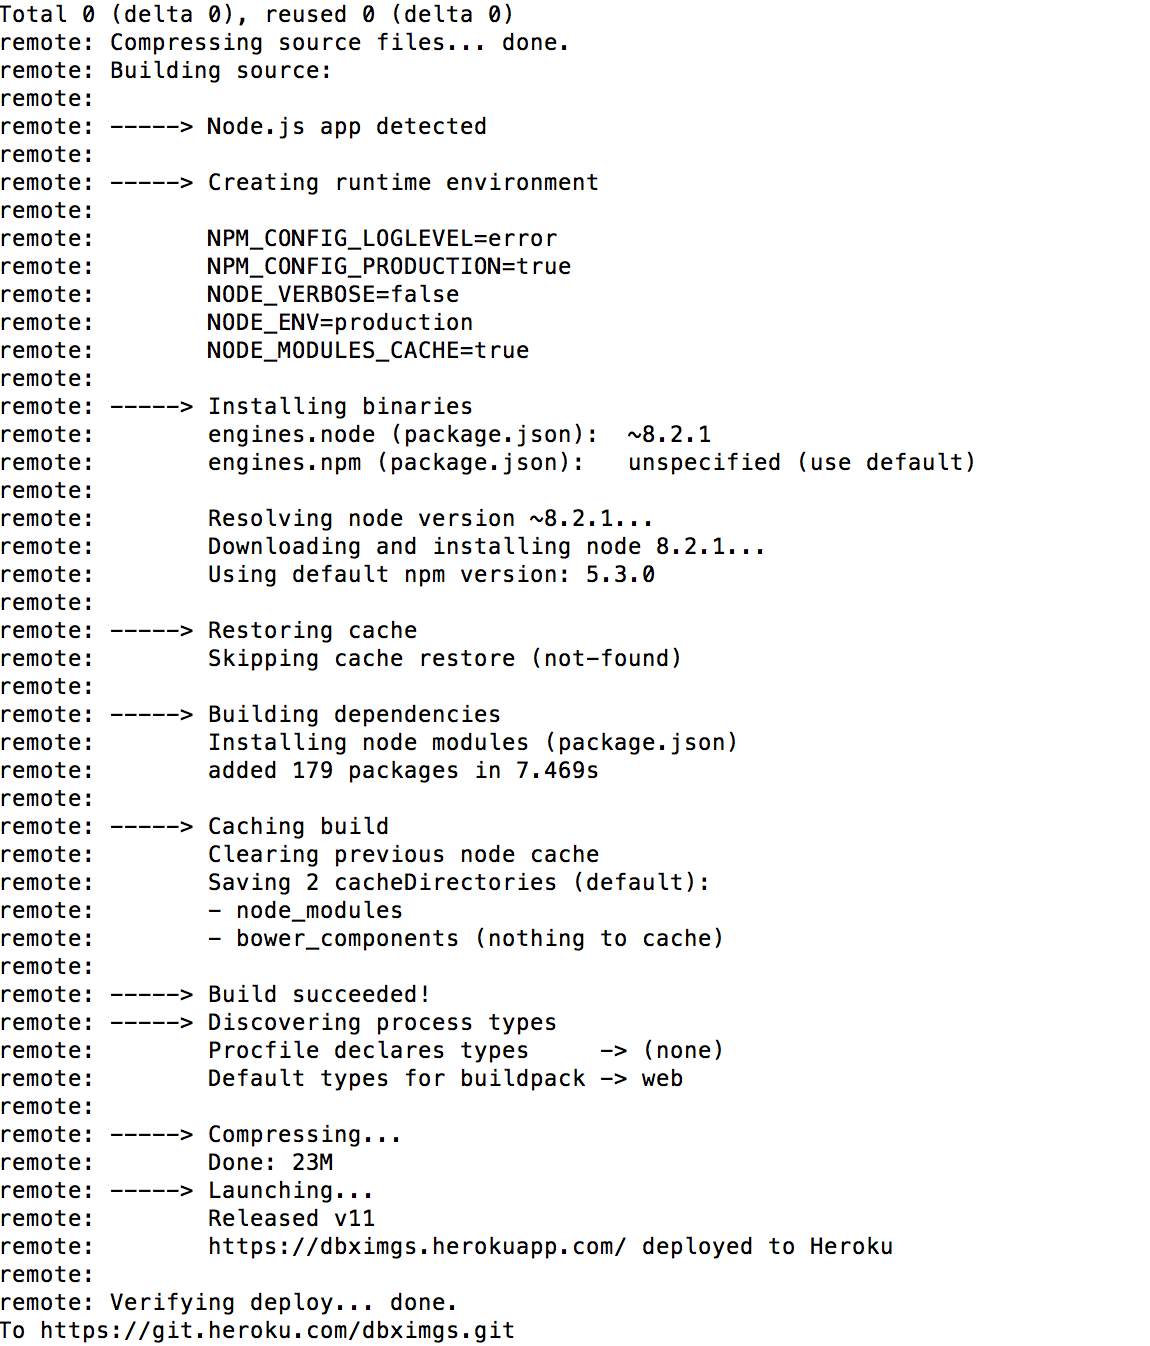 Total 0 (delta 0), reused 0 (delta 0)
remote: Compressing source files... done.
remote: Building source:
remote:
remote: -----> Node.js app detected
remote:
remote: -----> Creating runtime environment
remote:
remote:        NPM_CONFIG_LOGLEVEL=error
remote:        NPM_CONFIG_PRODUCTION=true
remote:        NODE_VERBOSE=false
remote:        NODE_ENV=production
remote:        NODE_MODULES_CACHE=true
remote:
remote: -----> Installing binaries
remote:        engines.node (package.json):  ~8.2.1
remote:        engines.npm (package.json):   unspecified (use default)
remote:
remote:        Resolving node version ~8.2.1...
remote:        Downloading and installing node 8.2.1...
remote:        Using default npm version: 5.3.0
remote:
remote: -----> Restoring cache
remote:        Skipping cache restore (not-found)
remote:
remote: -----> Building dependencies
remote:        Installing node modules (package.json)
remote:        added 179 packages in 7.469s
remote:
remote: -----> Caching build
remote:        Clearing previous node cache
remote:        Saving 2 cacheDirectories (default):
remote:        - node_modules
remote:        - bower_components (nothing to cache)
remote:
remote: -----> Build succeeded!
remote: -----> Discovering process types
remote:        Procfile declares types     -> (none)
remote:        Default types for buildpack -> web
remote:
remote: -----> Compressing...
remote:        Done: 23M
remote: -----> Launching...
remote:        Released v11
remote:        https://dbximgs.herokuapp.com/ deployed to Heroku
remote:
remote: Verifying deploy... done.
To https://git.heroku.com/dbximgs.git